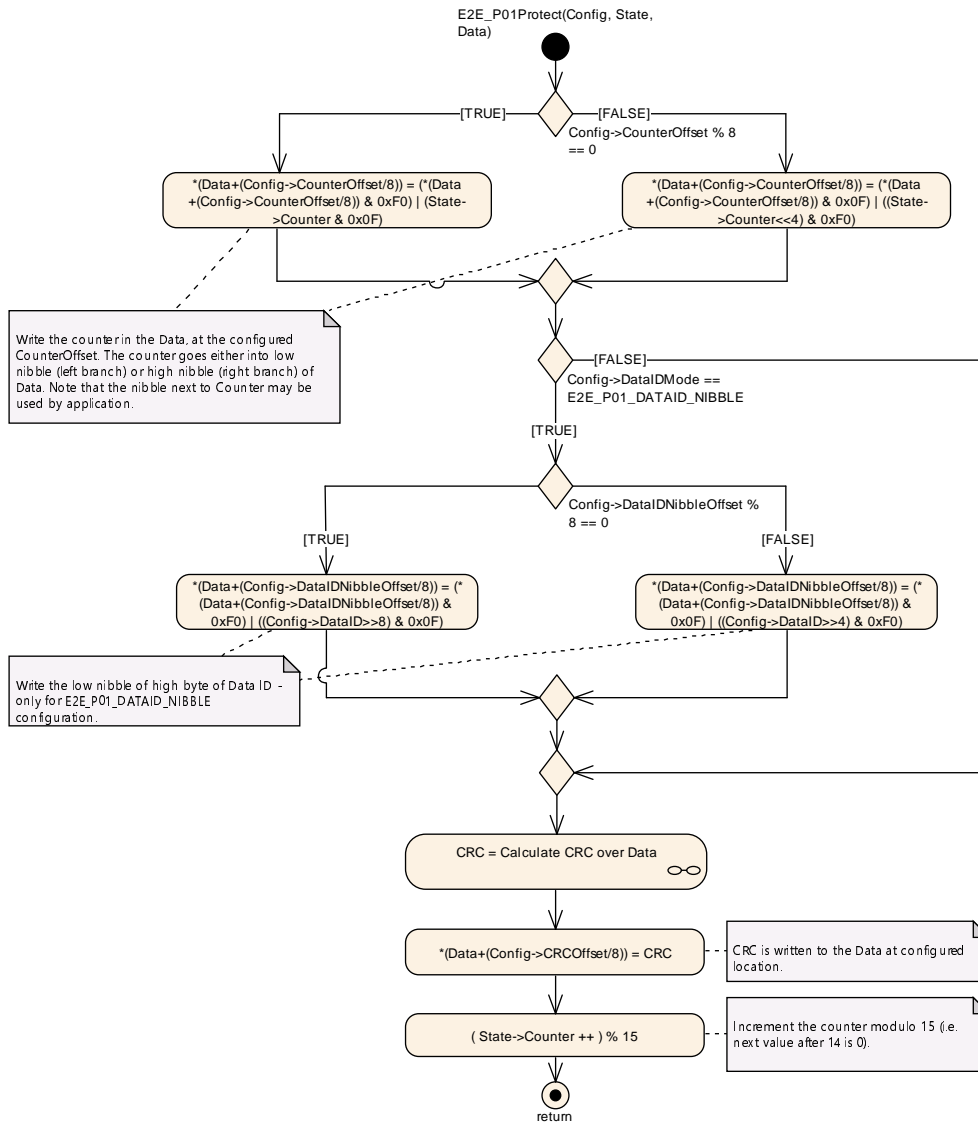 E2E_P01Protect(Config, State,
Data)
[TRUE]
[FALSE]
Config->CounterOffset % 8
== 0
*(Data+(Config->CounterOffset/8)) = (*(Data
+(Config->CounterOffset/8)) & 0xF0) | (State-
>Counter & 0x0F)
*(Data+(Config->CounterOffset/8)) = (*(Data
+(Config->CounterOffset/8)) & 0x0F) | ((State-
>Counter<<4) & 0xF0)
Write the counter in the Data, at the configured
CounterOffset. The counter goes either into low
nibble (left branch) or high nibble (right branch) of
Data. Note that the nibble next to Counter may be
used by application.
[FALSE]
Config->DataIDMode ==
E2E_P01_DATAID_NIBBLE
[TRUE]
Config->DataIDNibbleOffset %
8 == 0
[TRUE]
[FALSE]
*(Data+(Config->DataIDNibbleOffset/8)) = (*
(Data+(Config->DataIDNibbleOffset/8)) &
0xF0) | ((Config->DataID>>8) & 0x0F)
*(Data+(Config->DataIDNibbleOffset/8)) = (*
(Data+(Config->DataIDNibbleOffset/8)) &
0x0F) | ((Config->DataID>>4) & 0xF0)
Write the low nibble of high byte of Data ID -
only for E2E_P01_DATAID_NIBBLE
configuration.
CRC = Calculate CRC over Data
*(Data+(Config->CRCOffset/8)) = CRC
CRC is written to the Data at configured
location.
( State->Counter ++ ) % 15
Increment the counter modulo 15 (i.e.
next value after 14 is 0).
return